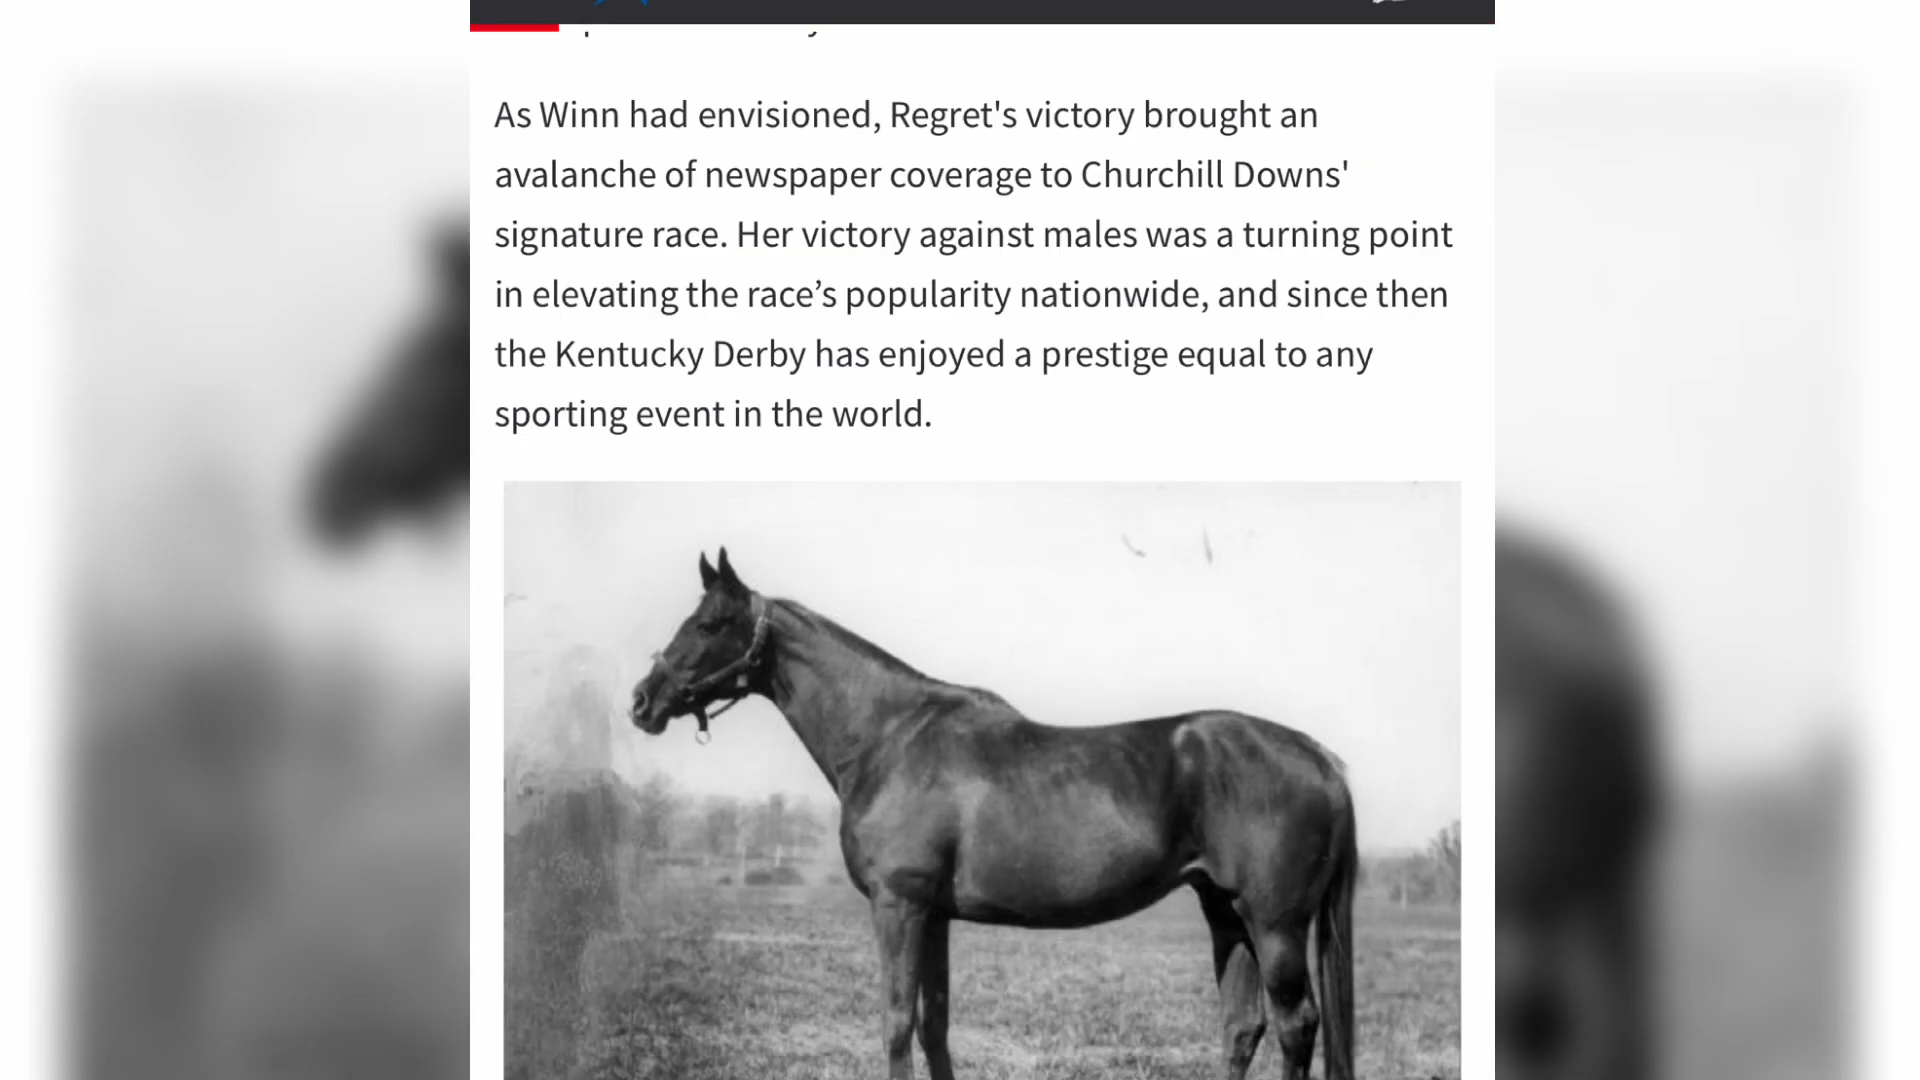 As Winn had envisioned, Regret's victory brought an
avalanche of newspaper coverage to Churchill Downs'
signature race. Her victory against males was a turning point
in elevating the race’s popularity nationwide, and since then
the Kentucky Derby has enjoyed a prestige equal to any
sporting event in the world.